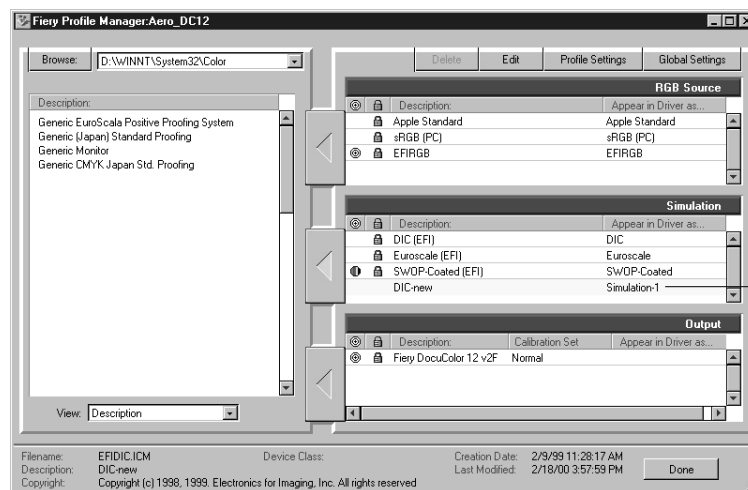 Fiery Profile Manager:Aero_DC12
Browse: D:\WINNT\System32\Color
Delete Edit Profile Settings Global Settings
Description:
Generic EuroScala Positive Proofing System
Generic (Japan) Standard Proofing
Generic Monitor
Generic CMYK Japan Std. Proofing
View: Description
RGB Source
Description: Appear in Driver as...
Apple Standard Apple Standard
sRGB (PC) sRGB (PC)
EFIRGB EFIRGB
Simulation
Description: Appear in Driver as...
DIC (EFI) DIC
Euroscale (EFI) Euroscale
SWOP-Coated (EFI) SWOP-Coated
DIC-new Simulation-1
Output
Description: Calibration Set Appear in Driver as...
Fiery DocuColor 12 v2F Normal
Filename: EFIDIC.ICM Device Class: Creation Date: 2/9/99 11:28:17 AM
Description: DIC-new Last Modified: 2/18/00 3:57:59 PM
Copyright: Copyright (c) 1998, 1999. Electronics for Imaging, Inc. All rights reserved
Done